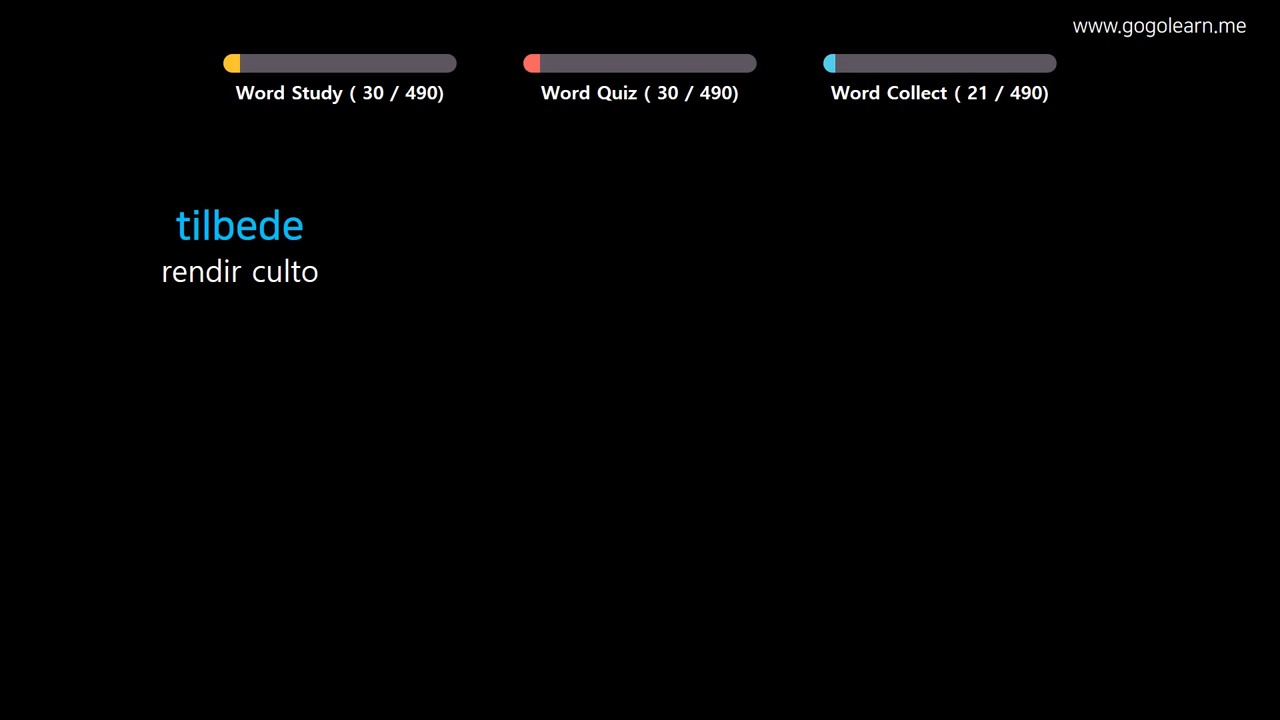 www.gogolearn.me
Word Study ( 30 / 490)
Word Quiz ( 30 / 490)
Word Collect ( 21 / 490)
tilbede
rendir culto